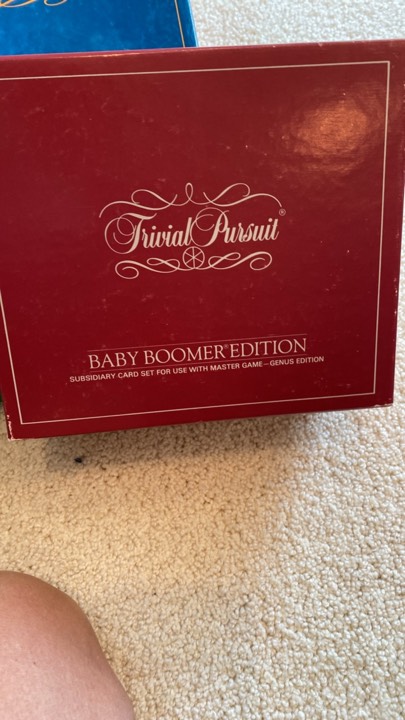 Trivial Pursuit®
BABY BOOMER® EDITION
SUBSIDIARY CARD SET FOR USE WITH MASTER GAME—GENUS EDITION